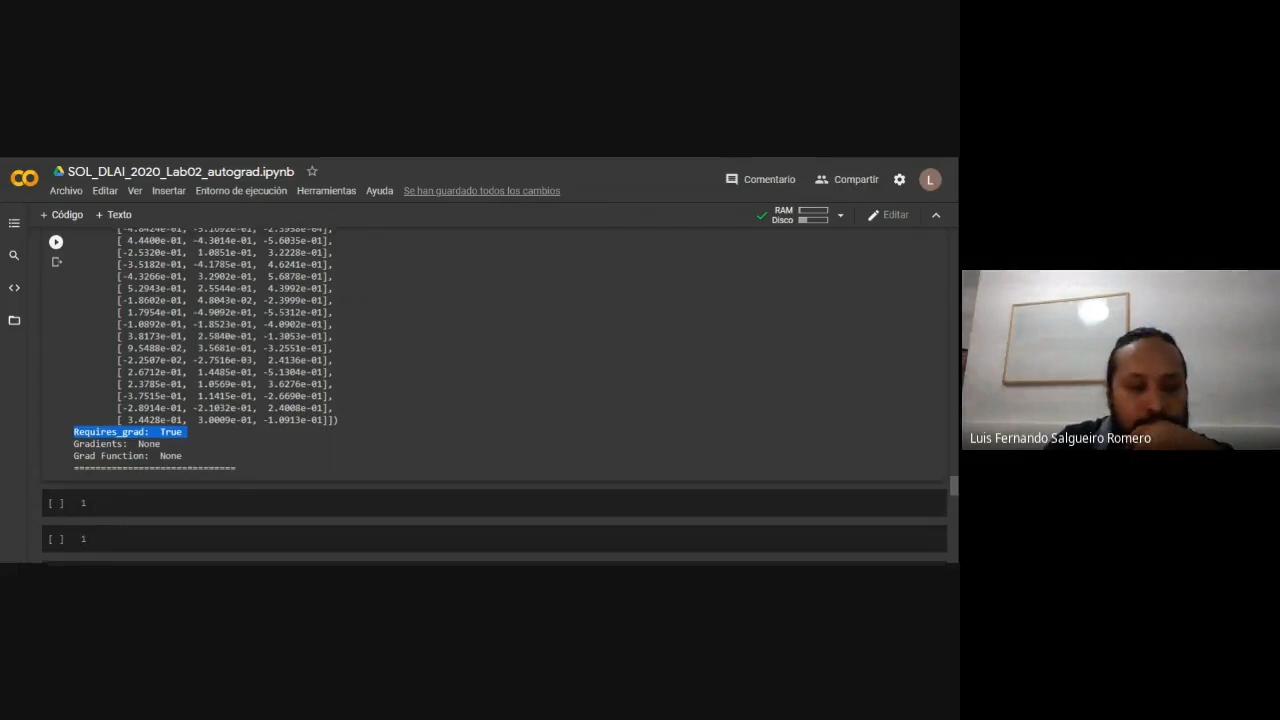 SOL_DLAI_2020_Lab02_autograd.ipynb
Archivo Editar Ver Insertar Entorno de ejecución Herramientas Ayuda Se han guardado todos los cambios
Comentario Compartir L
+ Código + Texto
RAM
Disco
Editar
[ 4.4400e-01, -4.3014e-01, -5.6035e-01],
[-2.5320e-01, 1.0851e-01, 3.2228e-01],
[-3.5182e-01, -4.1785e-01, 4.6241e-01],
[-4.3266e-01, 3.2902e-01, 5.6878e-01],
[ 5.2943e-01, 2.5544e-01, 4.3992e-01],
[-1.8602e-01, 4.8043e-02, -2.3999e-01],
[ 1.7954e-01, -4.9092e-01, -5.5312e-01],
[-1.0892e-01, -1.8523e-01, -4.0902e-01],
[ 3.8173e-01, 2.5840e-01, -1.3053e-01],
[ 9.5488e-02, 3.5681e-01, -3.2551e-01],
[-2.2507e-02, -2.7516e-03, 2.4136e-01],
[ 2.6712e-01, 1.4485e-01, -5.1304e-01],
[ 2.3785e-01, 1.0569e-01, 3.6276e-01],
[-3.7515e-01, 1.1415e-01, -2.6690e-01],
[-2.8914e-01, -2.1032e-01, 2.4008e-01],
[ 3.4428e-01, 3.0009e-01, -1.0913e-01]])
Requires_grad: True
Gradients: None
Grad Function: None
==============================
[ ] 1
[ ] 1
Luis Fernando Salgueiro Romero